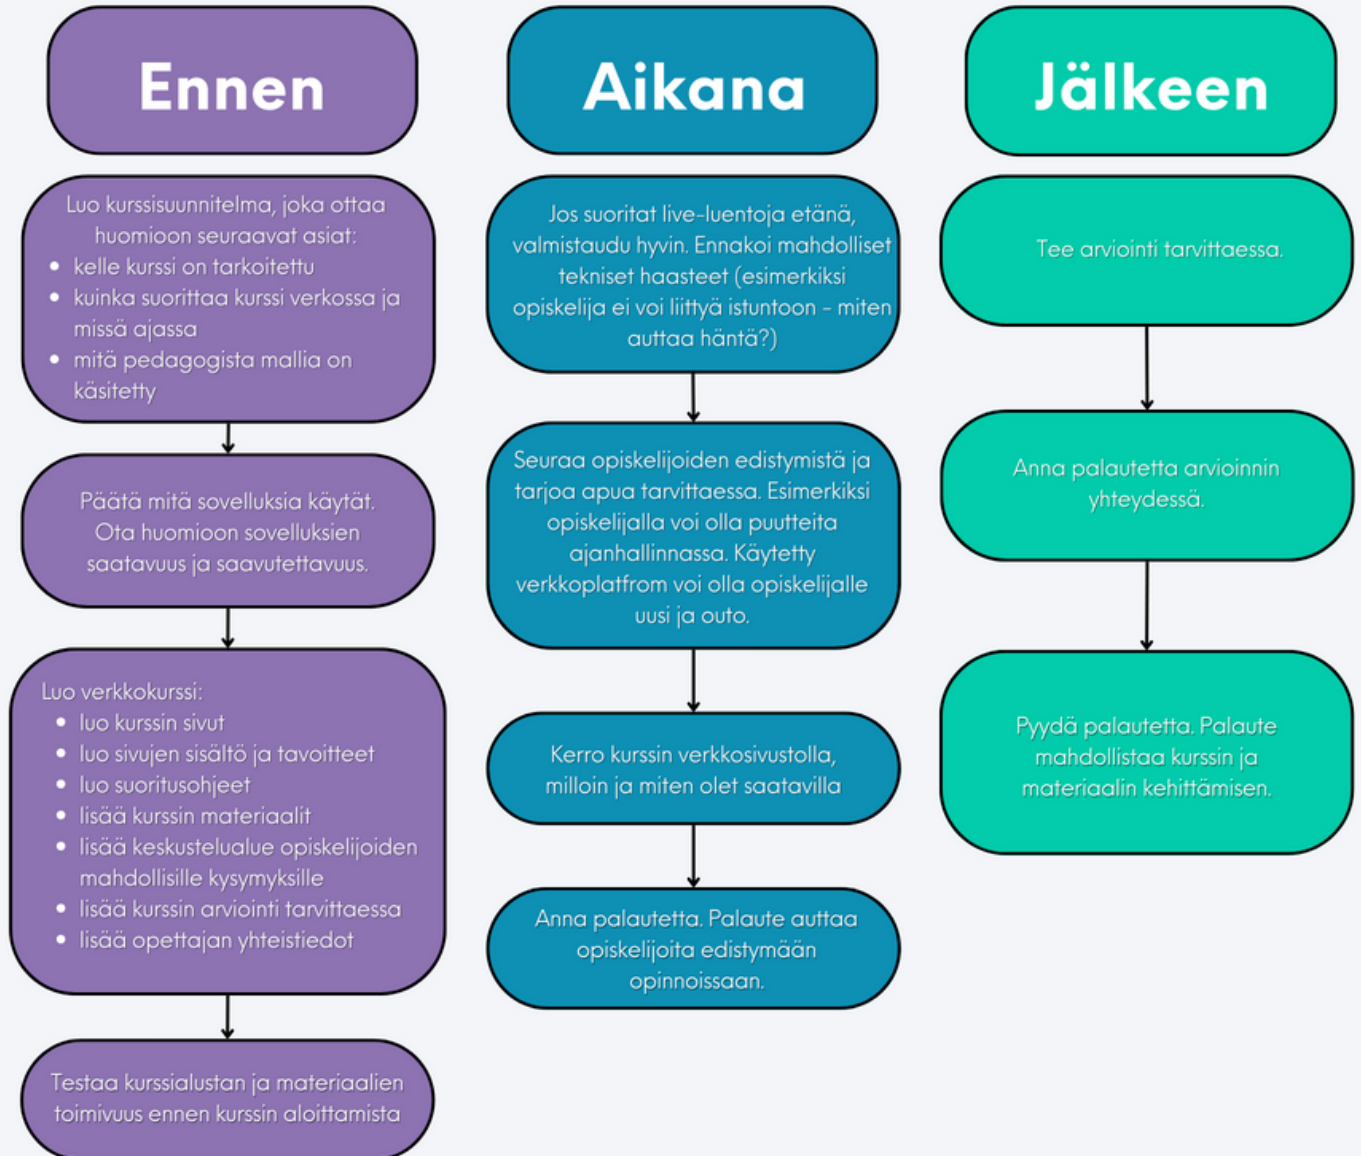 Ennen
Luo kurssisuunnitelma, joka ottaa
huomioon seuraavat asiat:
• kelle kurssi on tarkoitettu
• kuinka suorittaa kurssi verkossa ja
missä ajassa
• mitä pedagogista mallia on
käsitetty
Päätä mitä sovelluksia käytät.
Ota huomioon sovelluksien
saatavuus ja saavutettavuus.
Luo verkkokurssi:
• luo kurssin sivut
• luo sivujen sisältö ja tavoitteet
• luo suoritusohjeet
• lisää kurssin materiaalit
• lisää keskustelualue opiskelijoiden
mahdollisille kysymyksille
• lisää kurssin arviointi tarvittaessa
• lisää opettajan yhteistiedot
Testaa kurssialustan ja materiaalien
toimivuus ennen kurssin aloittamista
Aikana
Jos suoritat live-luentoja etänä,
valmistaudu hyvin. Ennakoi mahdolliset
tekniset haasteet (esimerkiksi
opiskelija ei voi liittyä istuntoon - miten
auttaa häntä?)
Seuraa opiskelijoiden edistymistä ja
tarjoa apua tarvittaessa. Esimerkiksi
opiskelijalla voi olla puutteita
ajanhallinnassa. Käytetty
verkkoplatfrom voi olla opiskelijalle
uusi ja outo.
Kerro kurssin verkkosivustolla,
milloin ja miten olet saatavilla
Anna palautetta. Palaute auttaa
opiskelijoita edistymään
opinnoissaan.
Jälkeen
Tee arviointi tarvittaessa.
Anna palautetta arvioinnin
yhteydessä.
Pyydä palautetta. Palaute
mahdollistaa kurssin ja
materiaalin kehittämisen.